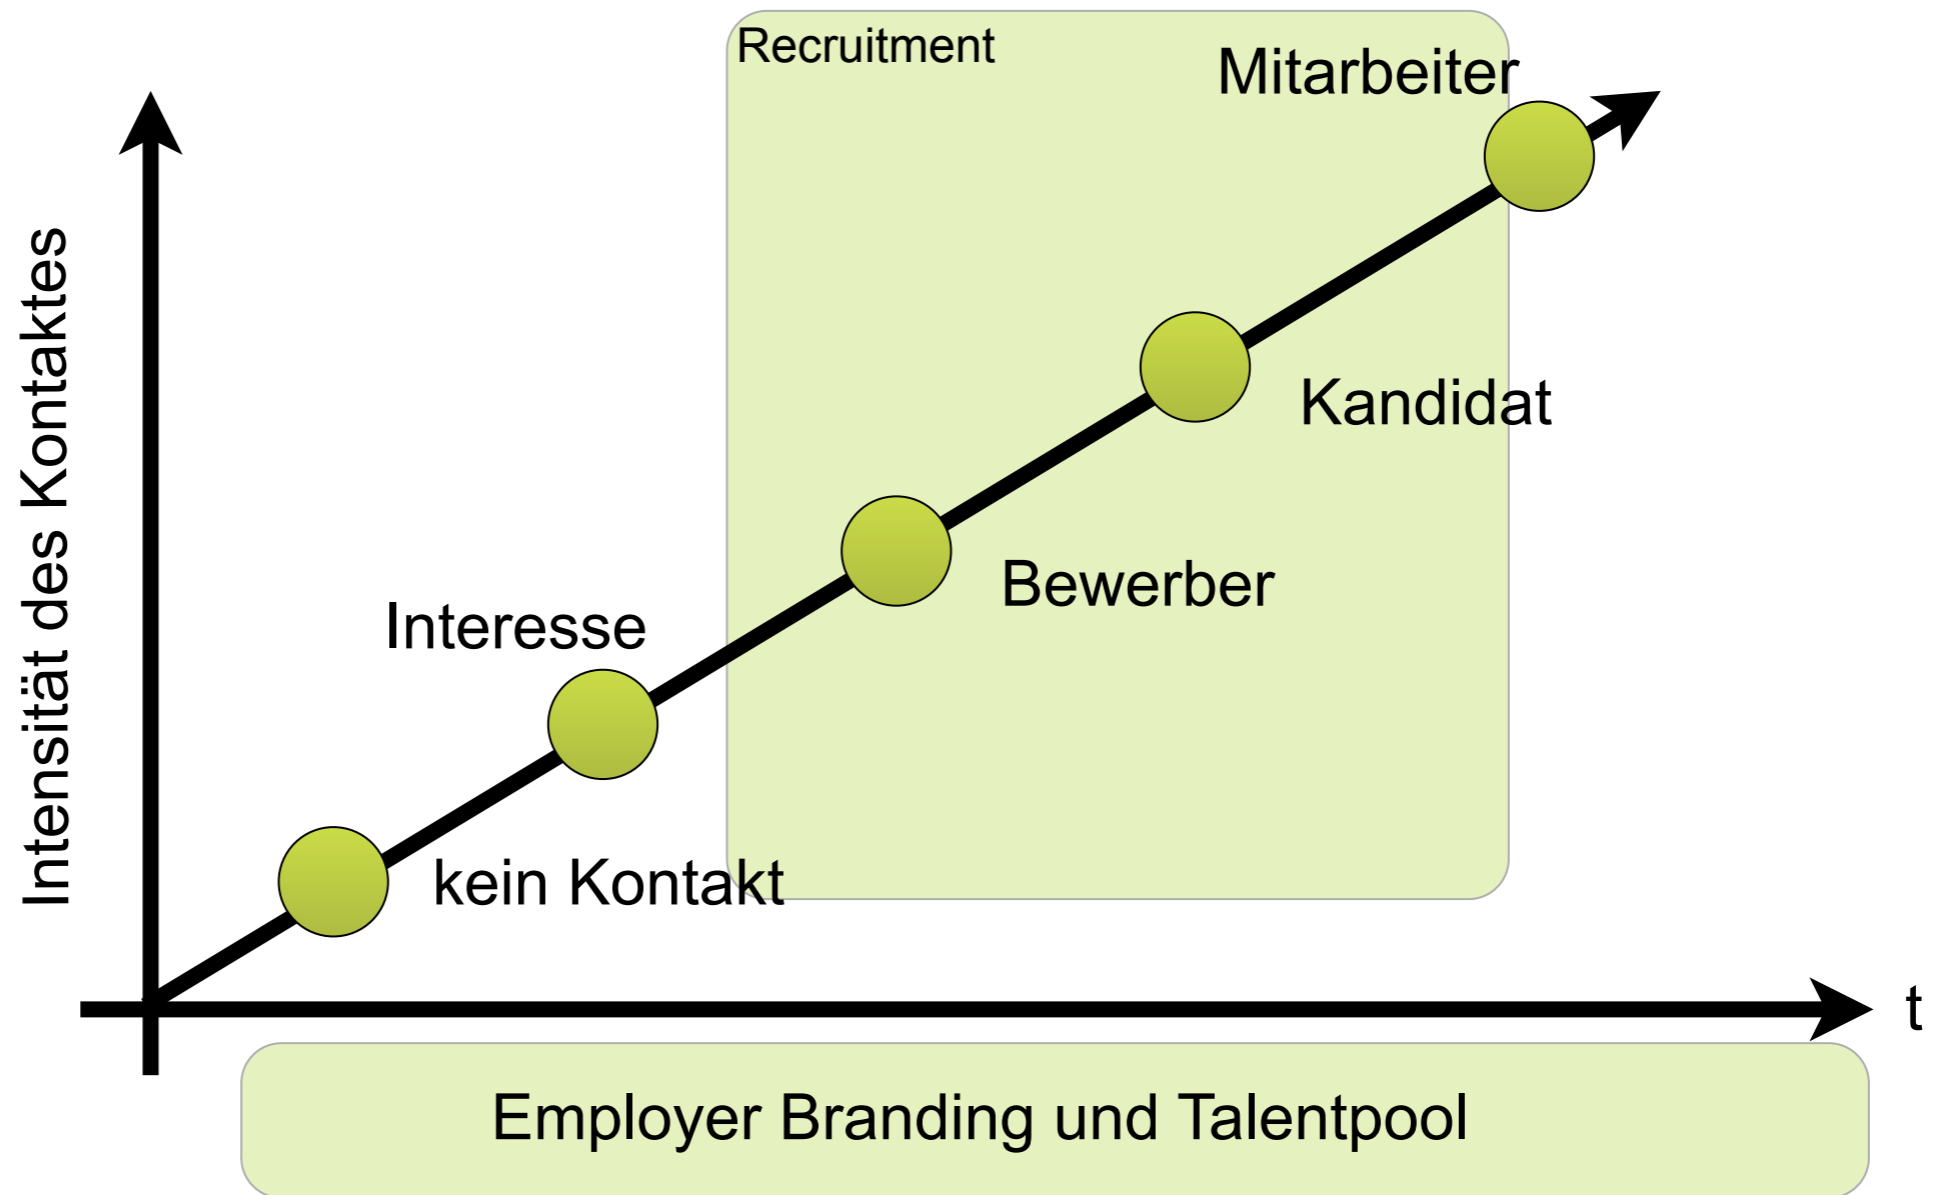 Recruitment
Mitarbeiter
Intensität des Kontaktes
Kandidat
Bewerber
Interesse
kein Kontakt
t
Employer Branding und Talentpool